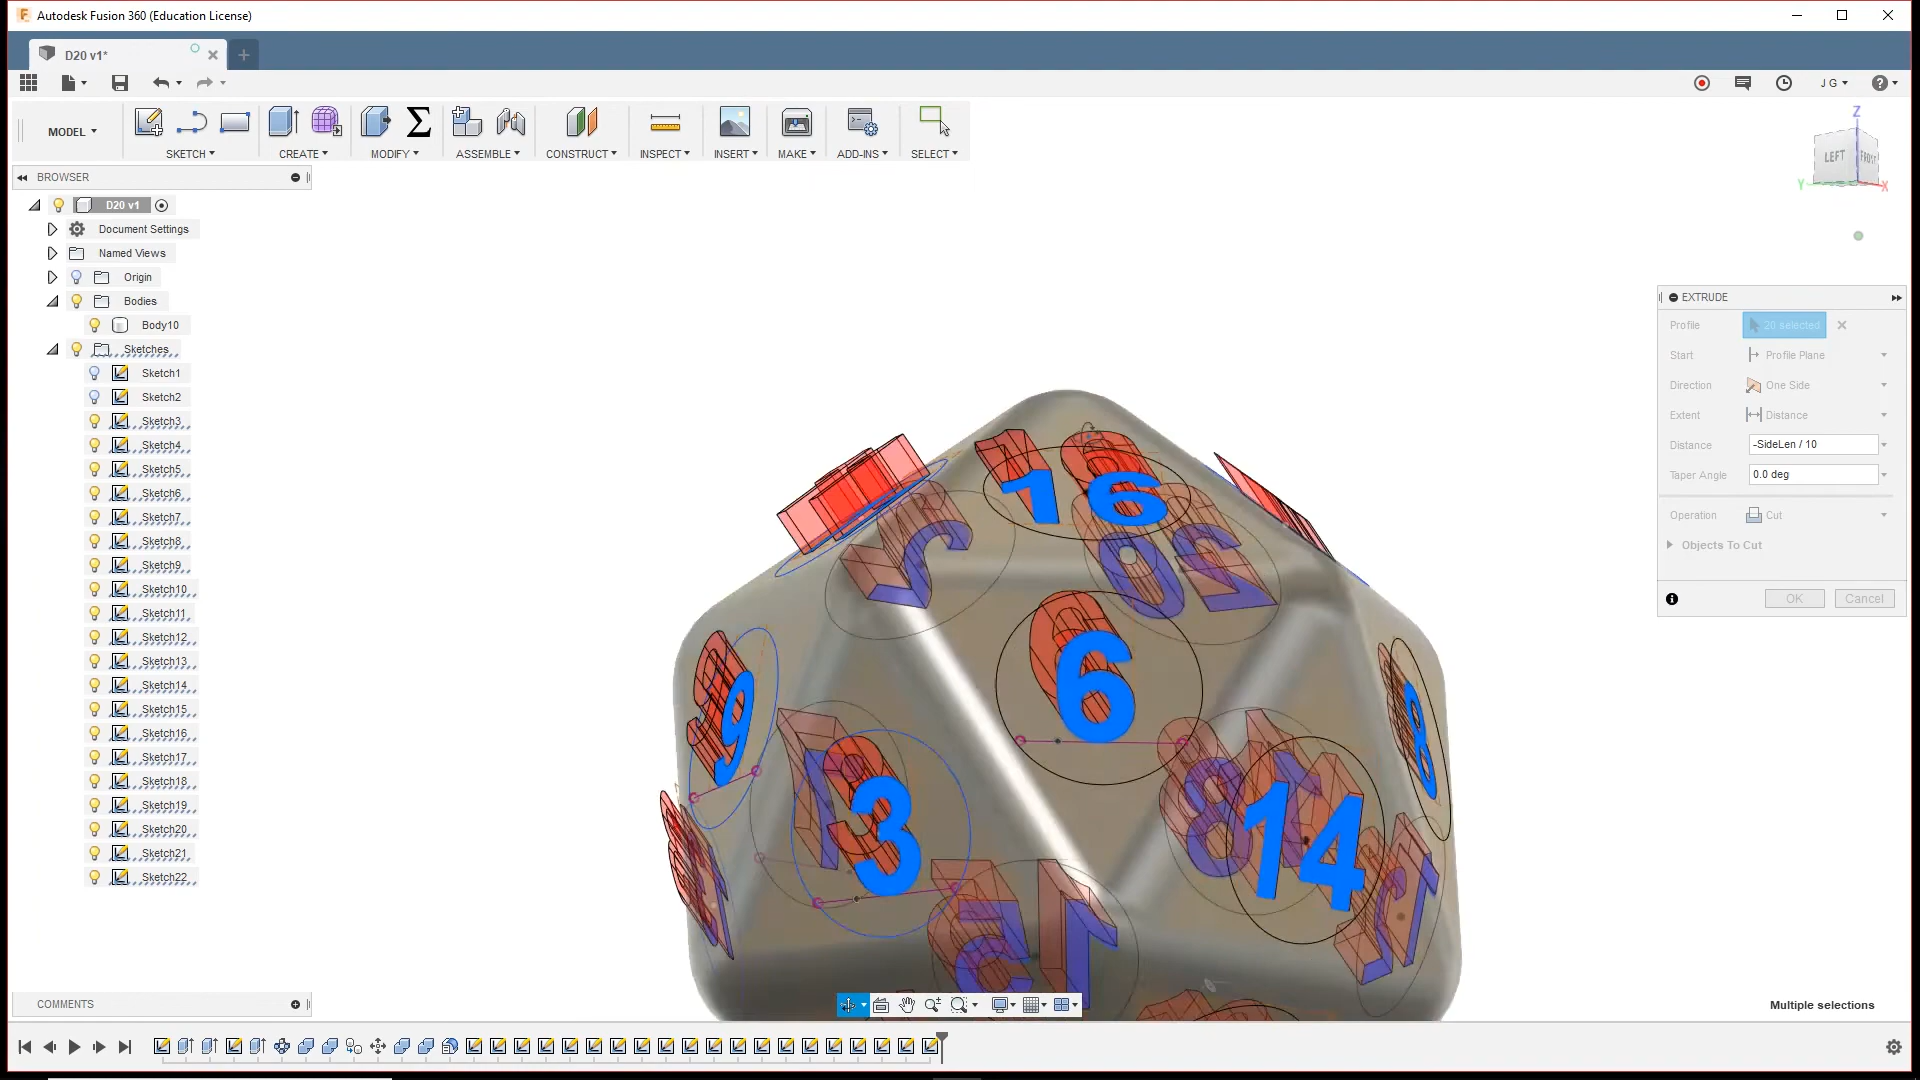 Autodesk Fusion 360 (Education License)
D20 v1*
J G
MODEL
SKETCH
CREATE
MODIFY
ASSEMBLE
CONSTRUCT
INSPECT
INSERT
MAKE
ADD-INS
SELECT
Z
LEFT
FRONT
Y
X
BROWSER
D20 v1
Document Settings
Named Views
Origin
Bodies
Body10
Sketches
Sketch1
Sketch2
Sketch3
Sketch4
Sketch5
Sketch6
Sketch7
Sketch8
Sketch9
Sketch10
Sketch11
Sketch12
Sketch13
Sketch14
Sketch15
Sketch16
Sketch17
Sketch18
Sketch19
Sketch20
Sketch21
Sketch22
EXTRUDE
Profile 20 selected
Start Profile Plane
Direction One Side
Extent Distance
Distance -SideLen / 10
Taper Angle 0.0 deg
Operation Cut
Objects To Cut
OK Cancel
16
2
20
6
9
8
3
18
14
15
COMMENTS
Multiple selections